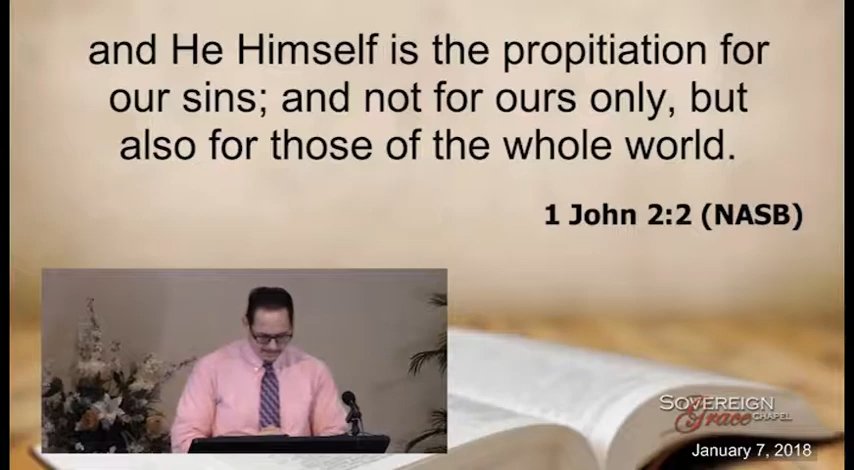 and He Himself is the propitiation for
our sins; and not for ours only, but
also for those of the whole world.
1 John 2:2 (NASB)
SOVEREIGN
Grace CHAPEL
January 7, 2018